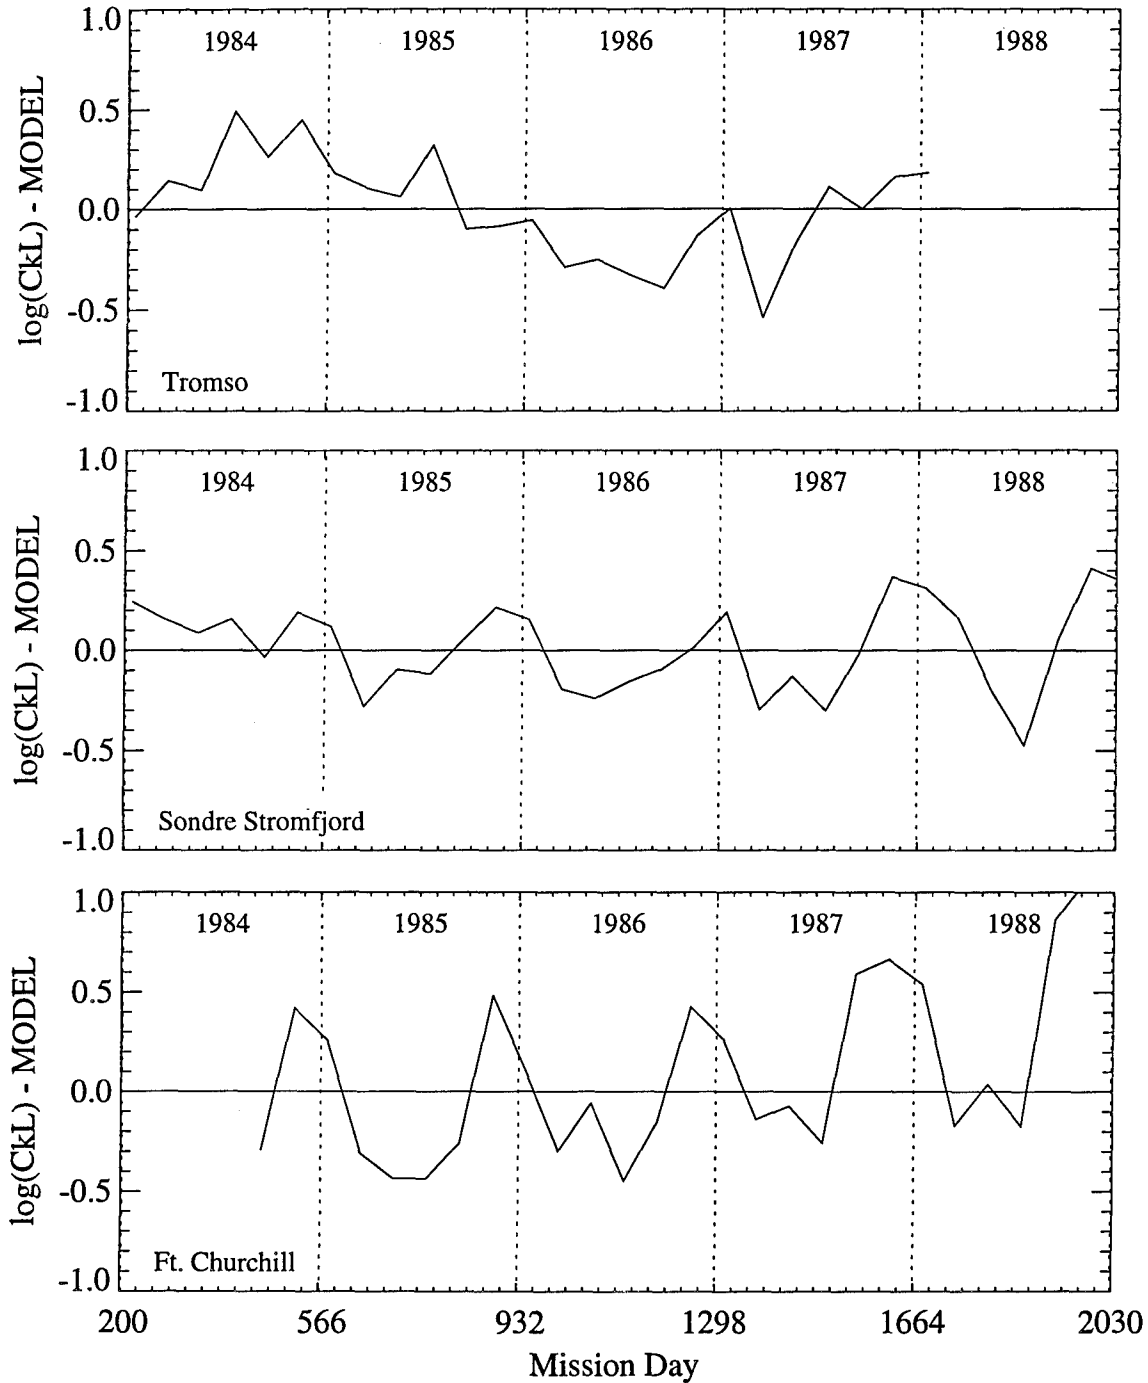 1.0
1984 1985 1986 1987 1988
0.5
0.0
-0.5
-1.0
log(CkL) - MODEL
Tromso
1.0
1984 1985 1986 1987 1988
0.5
0.0
-0.5
-1.0
log(CkL) - MODEL
Sondre Stromfjord
1.0
1984 1985 1986 1987 1988
0.5
0.0
-0.5
-1.0
log(CkL) - MODEL
Ft. Churchill
200 566 932 1298 1664 2030
Mission Day